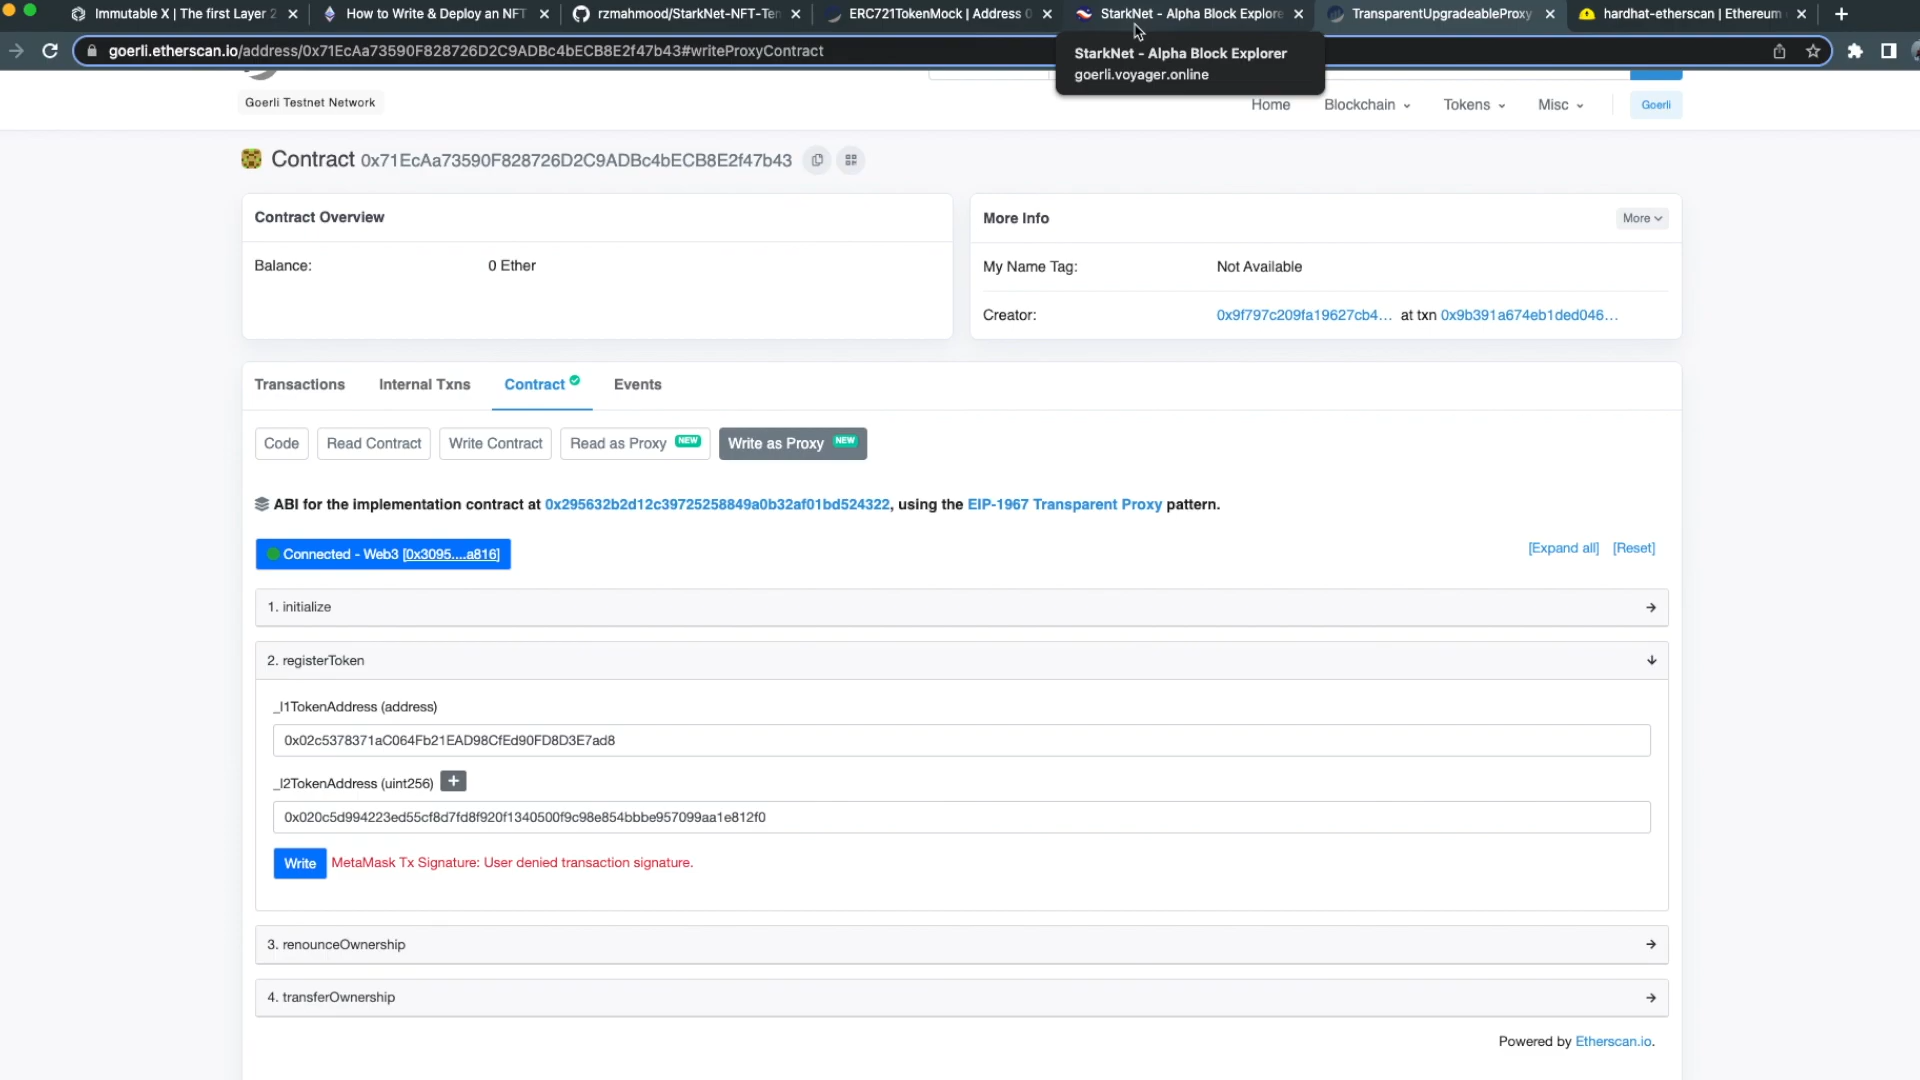 Immutable X | The first Layer 2
How to Write & Deploy an NFT
rzmahmood/StarkNet-NFT-Ten
ERC721TokenMock | Address 0
StarkNet - Alpha Block Explore
TransparentUpgradeableProxy
hardhat-etherscan | Ethereum
goerli.etherscan.io/address/0x71EcAa73590F828726D2C9ADBc4bECB8E2f47b43#writeProxyContract
StarkNet - Alpha Block Explorer
goerli.voyager.online
Goerli Testnet Network
Home
Blockchain
Tokens
Misc
Goerli
Contract 0x71EcAa73590F828726D2C9ADBc4bECB8E2f47b43
Contract Overview
Balance: 0 Ether
More Info
More
My Name Tag: Not Available
Creator: 0x9f797c209fa19627cb4... at txn 0x9b391a674eb1ded046...
Transactions
Internal Txns
Contract
Events
Code
Read Contract
Write Contract
Read as Proxy NEW
Write as Proxy NEW
ABI for the implementation contract at 0x295632b2d12c39725258849a0b32af01bd524322, using the EIP-1967 Transparent Proxy pattern.
Connected - Web3 [0x3095....a816]
[Expand all] [Reset]
1. initialize
2. registerToken
_l1TokenAddress (address)
0x02c5378371aC064Fb21EAD98CfEd90FD8D3E7ad8
_l2TokenAddress (uint256) +
0x020c5d994223ed55cf8d7fd8f920f1340500f9c98e854bbbe957099aa1e812f0
Write MetaMask Tx Signature: User denied transaction signature.
3. renounceOwnership
4. transferOwnership
Powered by Etherscan.io.